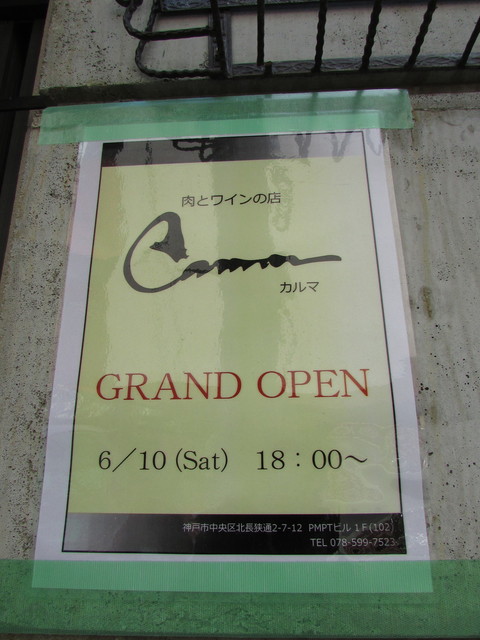 肉とワインの店
カルマ
GRAND OPEN
6／10 (Sat) 18：00～
神戸市中央区北長狭通2-7-12 PMPTビル１F(102)
TEL 078-599-7523